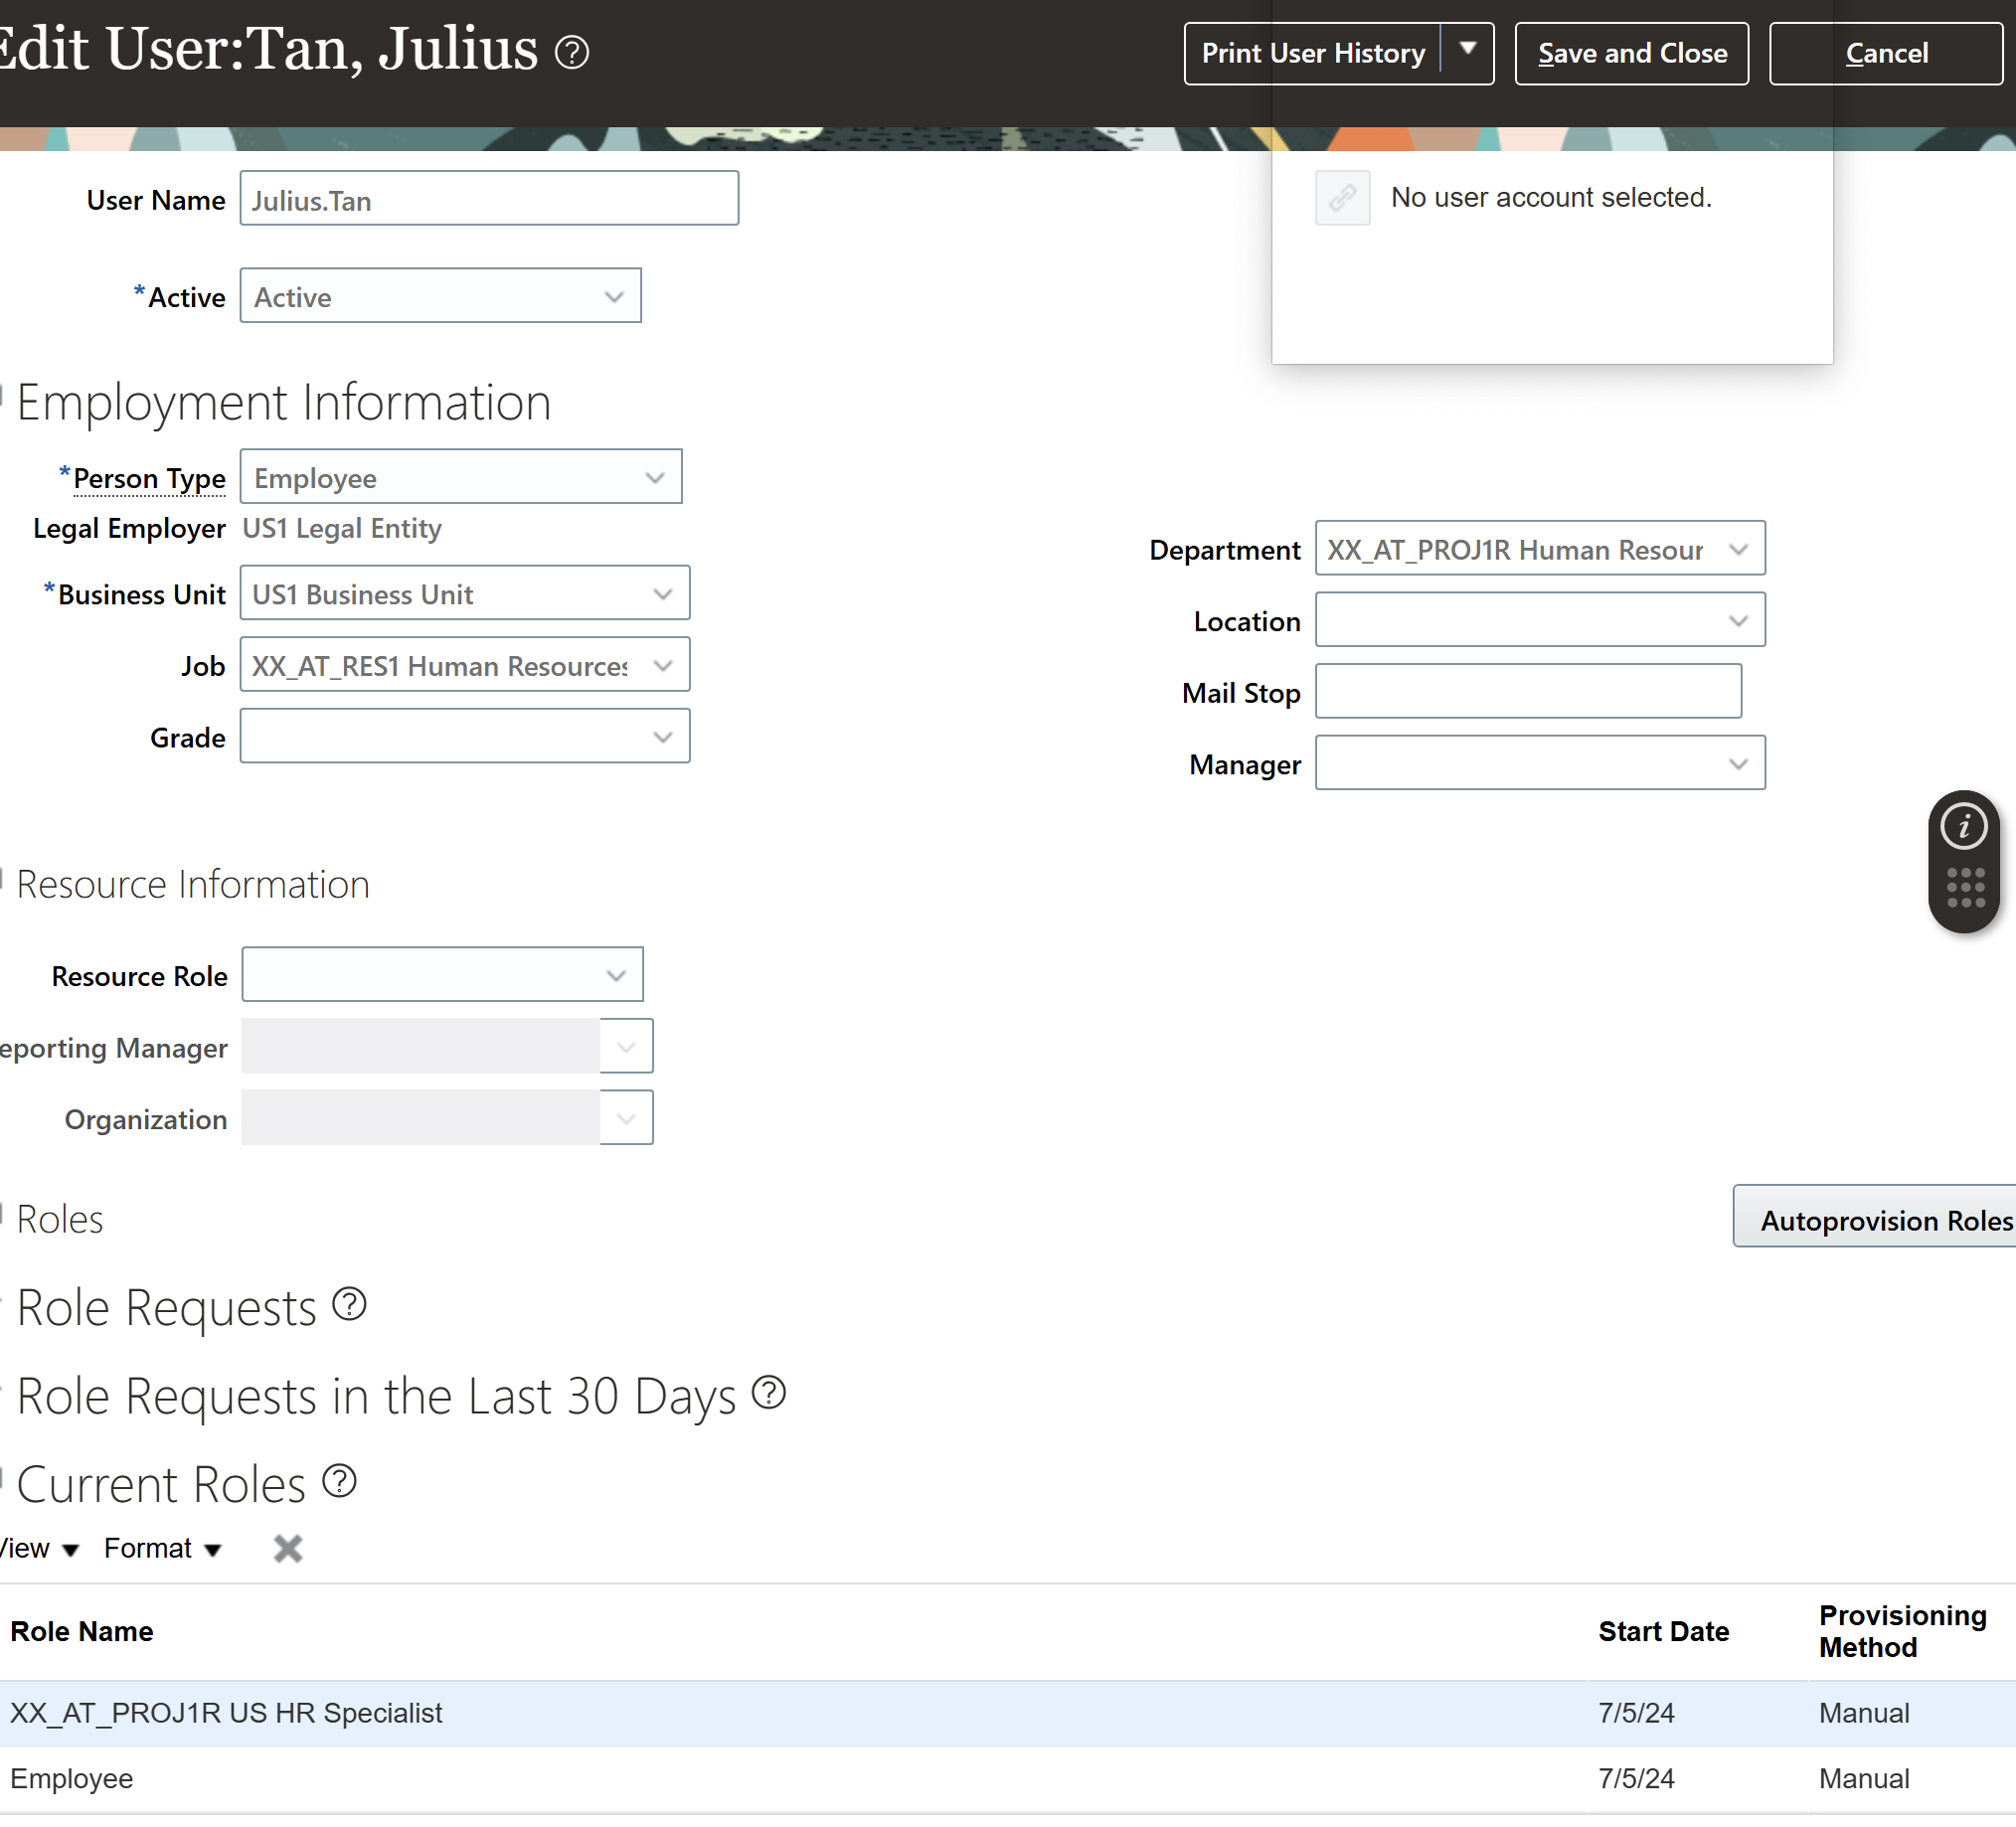 Edit User:Tan, Julius ?
Print User History
Save and Close
Cancel
User Name Julius.Tan
No user account selected.
*Active Active
Employment Information
*Person Type Employee
Legal Employer US1 Legal Entity
*Business Unit US1 Business Unit
Job XX_AT_RES1 Human Resources
Grade
Department XX_AT_PROJ1R Human Resour
Location
Mail Stop
Manager
i
Resource Information
Resource Role
eporting Manager
Organization
Roles
Autoprovision Roles
Role Requests ?
Role Requests in the Last 30 Days ?
Current Roles ?
View Format
Role Name Start Date Provisioning Method
XX_AT_PROJ1R US HR Specialist 7/5/24 Manual
Employee 7/5/24 Manual